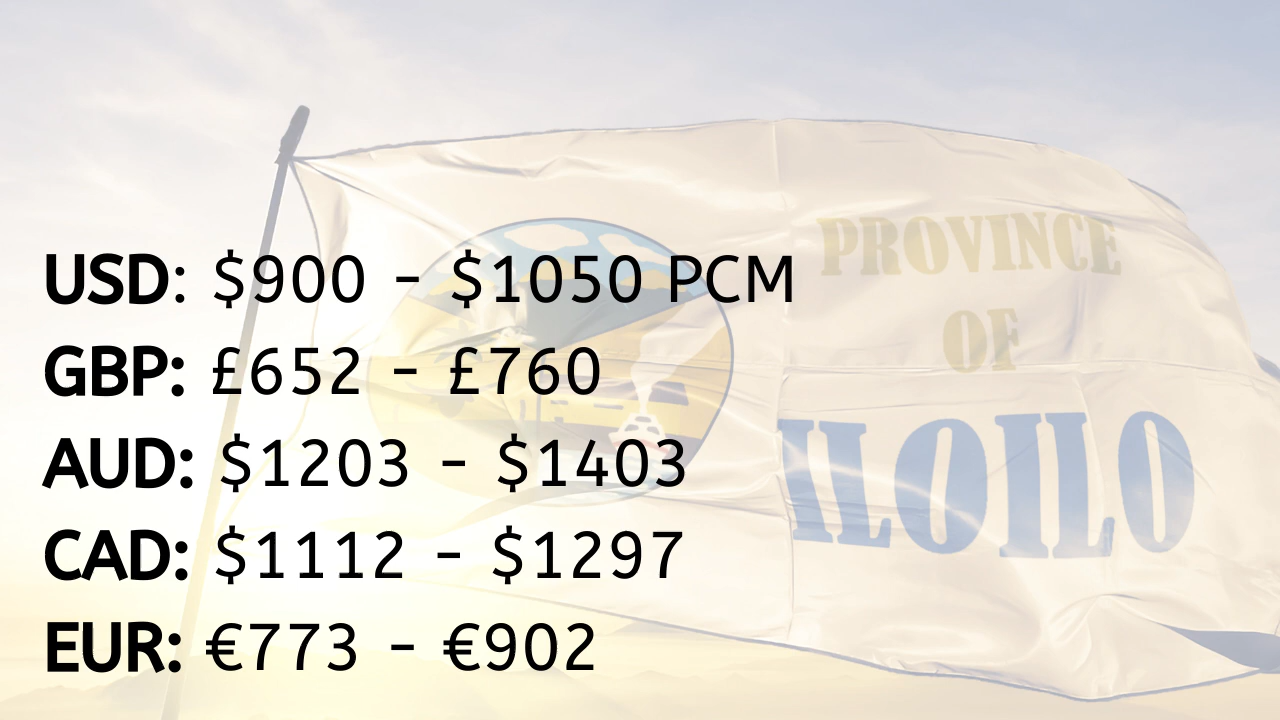 PROVINCE
OF
ILOILO
USD: $900 - $1050 PCM
GBP: £652 - £760
AUD: $1203 - $1403
CAD: $1112 - $1297
EUR: €773 - €902